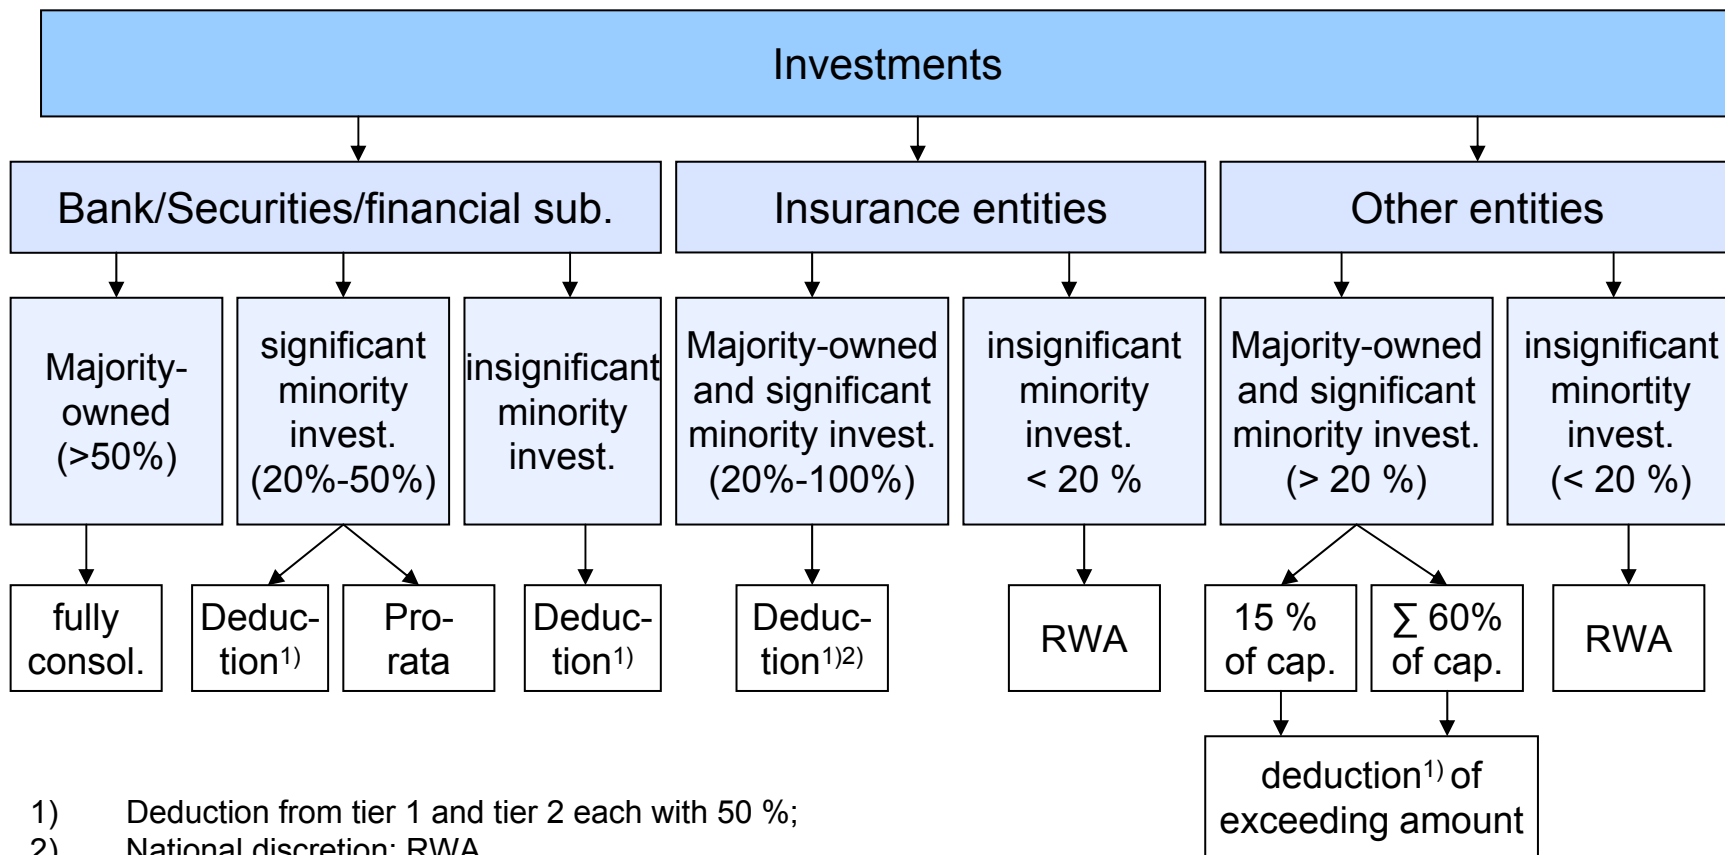 Investments
Bank/Securities/financial sub.
Insurance entities
Other entities
Majority-
owned
(>50%)
significant
minority
invest.
(20%-50%)
insignificant
minority
invest.
Majority-owned
and significant
minority invest.
(20%-100%)
insignificant
minority
invest.
< 20 %
Majority-owned
and significant
minority invest.
(> 20 %)
insignificant
minortity
invest.
(< 20 %)
fully
consol.
Deduc-
tion1)
Pro-
rata
Deduc-
tion1)
Deduc-
tion1)2)
RWA
15 %
of cap.
∑ 60%
of cap.
RWA
deduction1) of
exceeding amount
1) Deduction from tier 1 and tier 2 each with 50 %;
2) National discretion: RWA